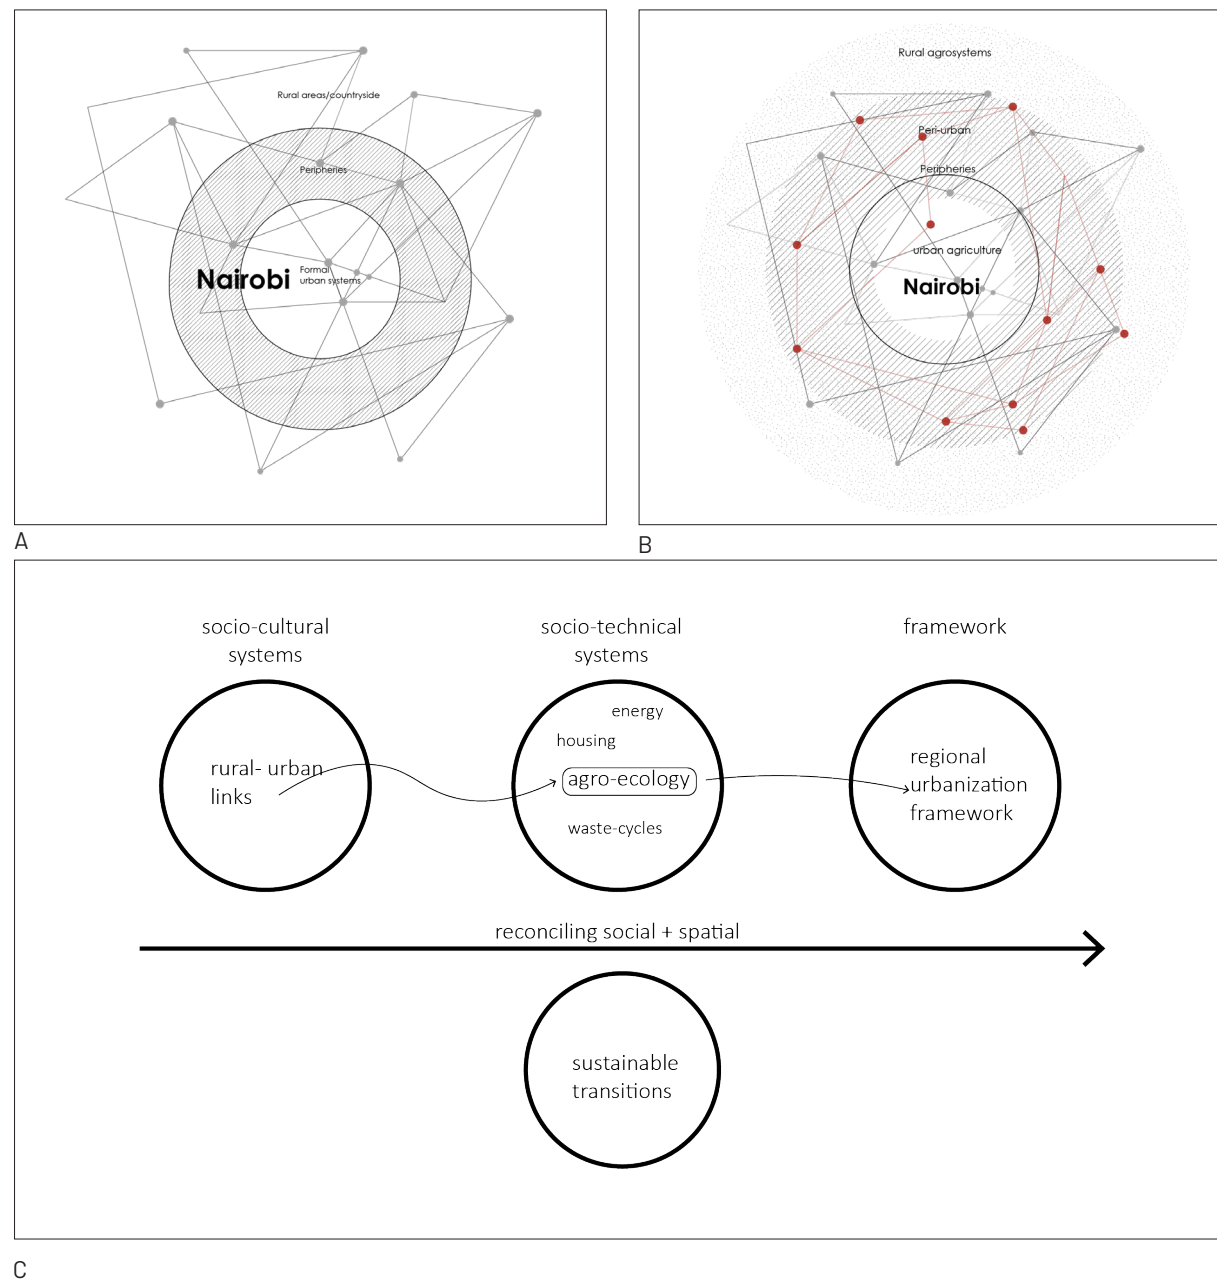 Rural areas/countryside
Peripheries
Nairobi
Formal
urban systems
A
Rural agrosystems
Peri-urban
Peripheries
urban agriculture
Nairobi
B
socio-cultural
systems
socio-technical
systems
framework
rural- urban
links
energy
housing
agro-ecology
waste-cycles
regional
urbanization
framework
reconciling social + spatial
sustainable
transitions
C